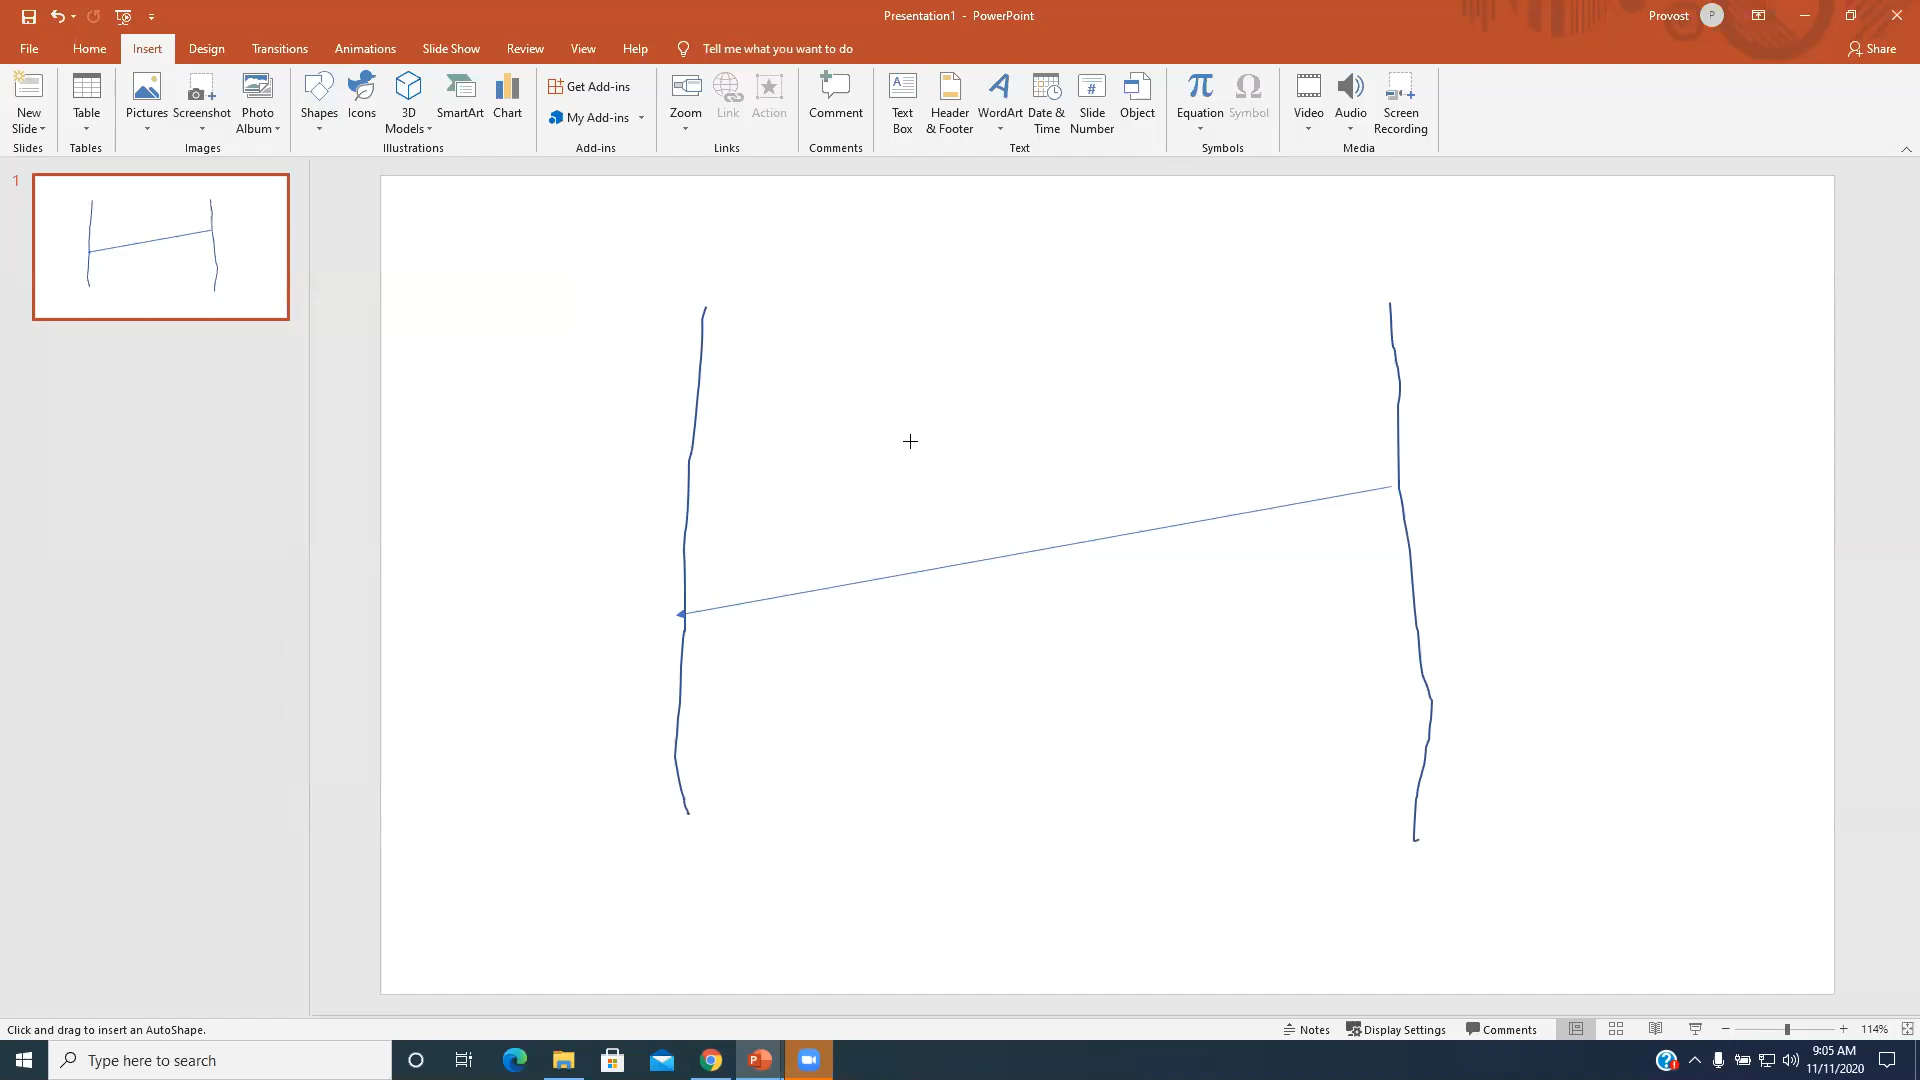 Presentation1 - PowerPoint
Provost P
File Home Insert Design Transitions Animations Slide Show Review View Help Tell me what you want to do Share
New Slide
Table
Pictures
Screenshot
Photo Album
Shapes
Icons
3D Models
SmartArt
Chart
Get Add-ins
My Add-ins
Zoom
Link
Action
Comment
Text Box
Header & Footer
WordArt
Date & Time
Slide Number
Object
Equation
Symbol
Video
Audio
Screen Recording
Slides Tables Images Illustrations Add-ins Links Comments Text Symbols Media
1
Click and drag to insert an AutoShape.
Notes Display Settings Comments 114%
Type here to search
9:05 AM
11/11/2020